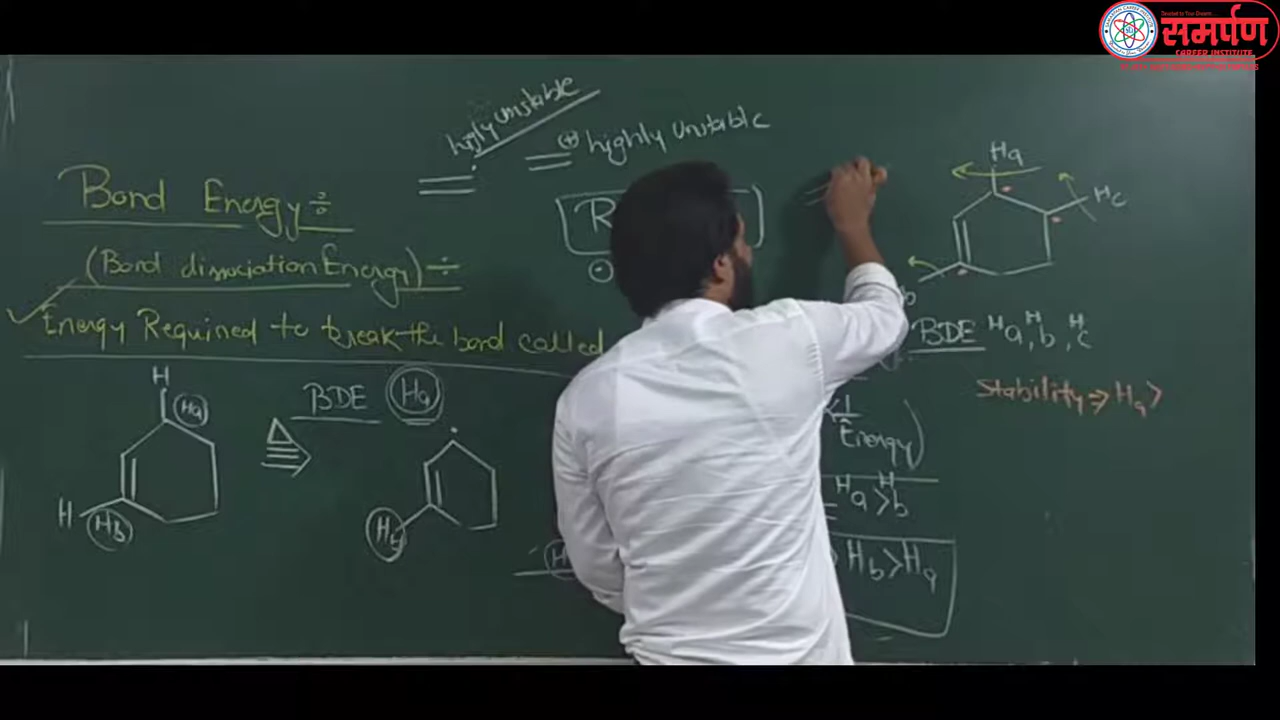 समर्पण
CAREER INSTITUTE
highly unstable
(+) highly Unstable
Bond Energy ÷
(Bond dissociation Energy) ÷
Energy Required to break the bond called
R
Ha
Hc
b
BDE Ha, Hb, Hc
Stability ⇒ Ha >
H
Ha
H
Hb
BDE Ha
Hb
1
Energy)
Ha > Hb
Hb > Ha